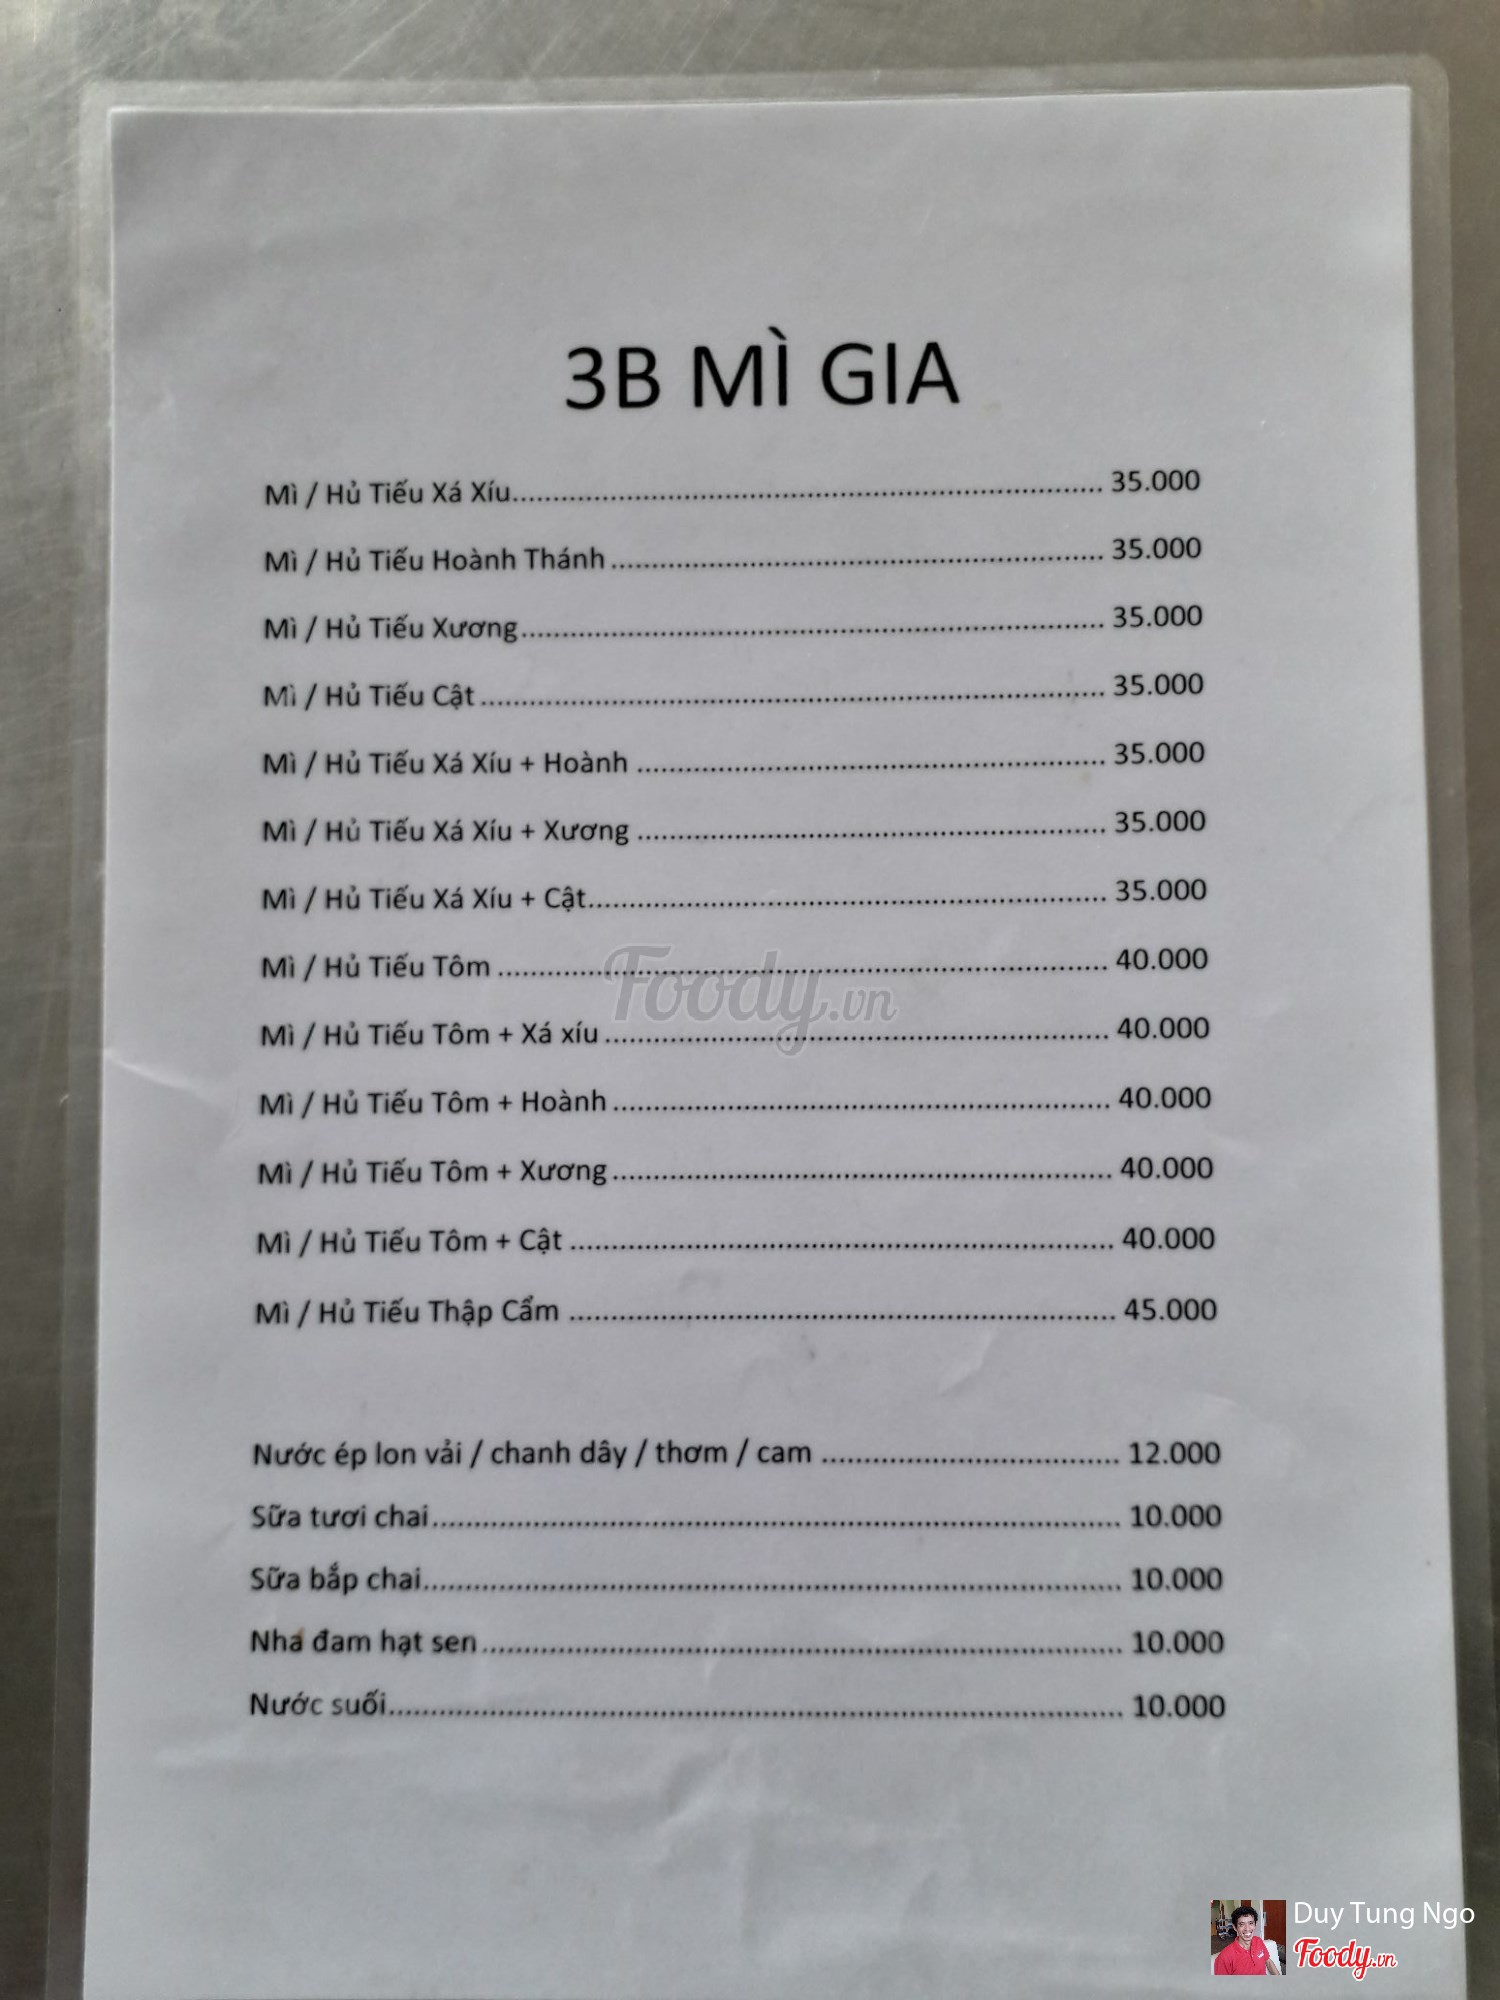 3B MÌ GIA
Mì / Hủ Tiếu Xá Xíu........ 35.000
Mì / Hủ Tiếu Hoành Thánh ........ 35.000
Mì / Hủ Tiếu Xương........ 35.000
Mì / Hủ Tiếu Cật ........ 35.000
Mì / Hủ Tiếu Xá Xíu + Hoành ........ 35.000
Mì / Hủ Tiếu Xá Xíu + Xương ........ 35.000
Mì / Hủ Tiếu Xá Xíu + Cật........ 35.000
Mì / Hủ Tiếu Tôm ........ 40.000
Foody.vn
Mì / Hủ Tiếu Tôm + Xá xíu ........ 40.000
Mì / Hủ Tiếu Tôm + Hoành ........ 40.000
Mì / Hủ Tiếu Tôm + Xương ........ 40.000
Mì / Hủ Tiếu Tôm + Cật ........ 40.000
Mì / Hủ Tiếu Thập Cẩm ........ 45.000
Nước ép lon vải / chanh dây / thơm / cam ........ 12.000
Sữa tươi chai........ 10.000
Sữa bắp chai........ 10.000
Nha đam hạt sen ........ 10.000
Nước suối........ 10.000
Duy Tung Ngo
Foody.vn